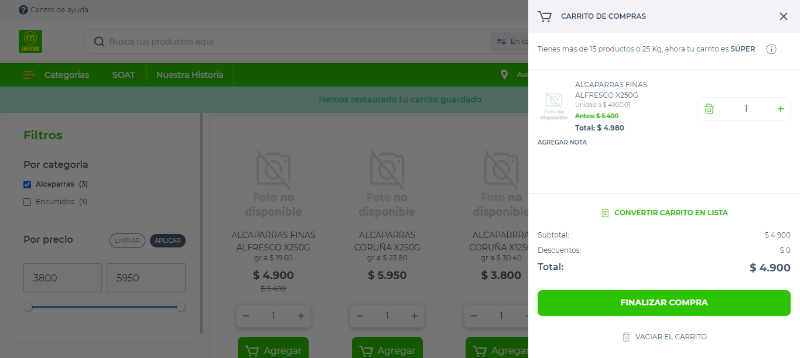 Centro de ayuda
Busca tus productos aquí
En to
Categorías
SOAT
Nuestra Historia
Hemos restaurado tu carrito guardado
Filtros
Por categoría
Alcaparras (3)
Encurtidos (3)
Por precio
LIMPIAR
APLICAR
3800
5950
Foto no
disponible
ALCAPARRAS FINAS
ALFRESCO X250G
gr a $ 19.60
$ 4.900
$ 5.400
1
Agregar
Foto no
disponible
ALCAPARRAS
CORUÑA X250G
gr a $ 23.80
$ 5.950
1
Agregar
Foto no
disponible
ALCAPARRRAS
CORUÑA X125G
gr a $ 30.40
$ 3.800
1
Agregar
CARRITO DE COMPRAS
Tienes más de 15 productos o 25 Kg, ahora tu carrito es SÚPER
Foto no
disponible
ALCAPARRAS FINAS
ALFRESCO X250G
Unidad a $ 4900.01
Antes: $ 5.400
Total: $ 4.980
1
AGREGAR NOTA
CONVERTIR CARRITO EN LISTA
Subtotal: $ 4.900
Descuentos: $ 0
Total: $ 4.900
FINALIZAR COMPRA
VACIAR EL CARRITO